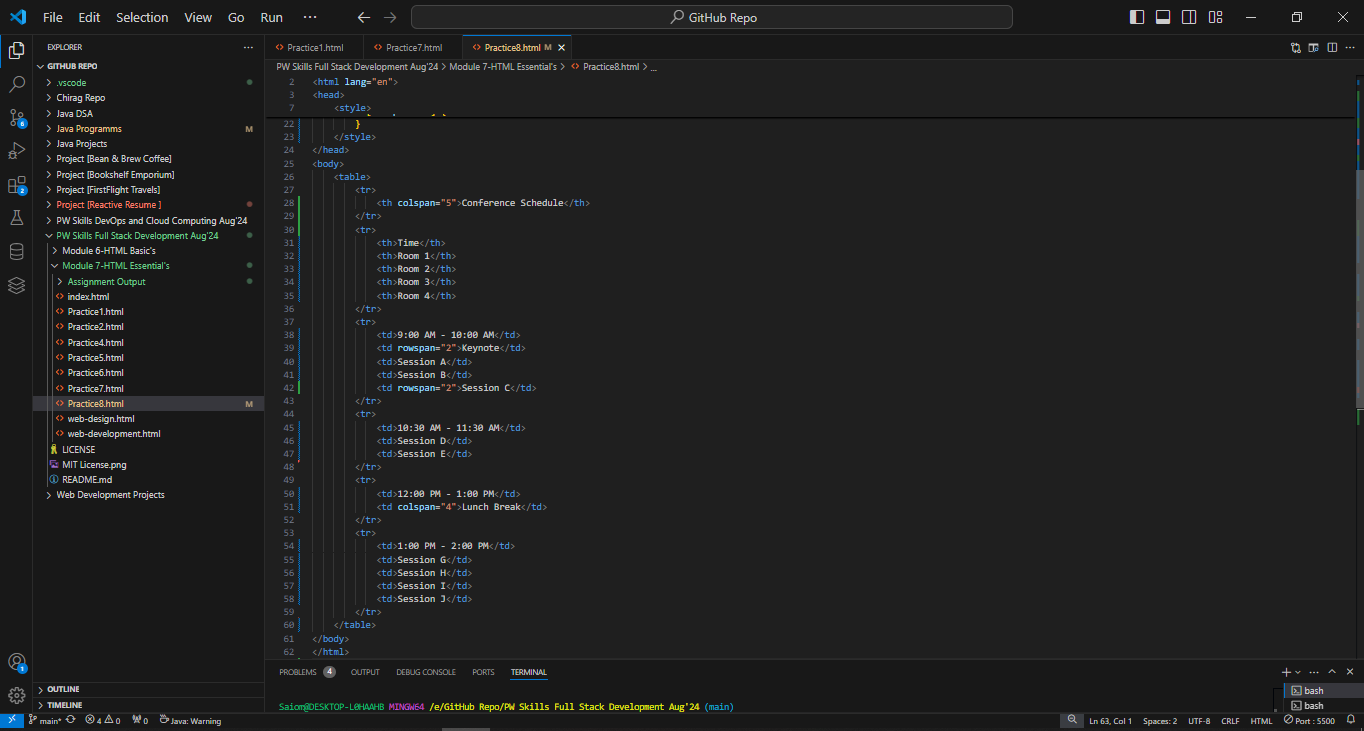 File Edit Selection View Go Run ··· GitHub Repo
EXPLORER ···
GITHUB REPO
.vscode
Chirag Repo
Java DSA
Java Programms M
Java Projects
Project [Bean & Brew Coffee]
Project [Bookshelf Emporium]
Project [FirstFlight Travels]
Project [Reactive Resume ]
PW Skills DevOps and Cloud Computing Aug'24
PW Skills Full Stack Development Aug'24
Module 6-HTML Basic's
Module 7-HTML Essential's
Assignment Output
index.html
Practice1.html
Practice2.html
Practice4.html
Practice5.html
Practice6.html
Practice7.html
Practice8.html M
web-design.html
web-development.html
LICENSE
MIT License.png
README.md
Web Development Projects
OUTLINE
TIMELINE
6
2
1
Practice1.html Practice7.html Practice8.html M
PW Skills Full Stack Development Aug'24 > Module 7-HTML Essential's > Practice8.html > ...
2 <html lang="en">
3 <head>
7 <style>
22 }
23 </style>
24 </head>
25 <body>
26 <table>
27 <tr>
28 <th colspan="5">Conference Schedule</th>
29 </tr>
30 <tr>
31 <th>Time</th>
32 <th>Room 1</th>
33 <th>Room 2</th>
34 <th>Room 3</th>
35 <th>Room 4</th>
36 </tr>
37 <tr>
38 <td>9:00 AM - 10:00 AM</td>
39 <td rowspan="2">Keynote</td>
40 <td>Session A</td>
41 <td>Session B</td>
42 <td rowspan="2">Session C</td>
43 </tr>
44 <tr>
45 <td>10:30 AM - 11:30 AM</td>
46 <td>Session D</td>
47 <td>Session E</td>
48 </tr>
49 <tr>
50 <td>12:00 PM - 1:00 PM</td>
51 <td colspan="4">Lunch Break</td>
52 </tr>
53 <tr>
54 <td>1:00 PM - 2:00 PM</td>
55 <td>Session G</td>
56 <td>Session H</td>
57 <td>Session I</td>
58 <td>Session J</td>
59 </tr>
60 </table>
61 </body>
62 </html>
PROBLEMS 4 OUTPUT DEBUG CONSOLE PORTS TERMINAL
Saiom@DESKTOP-L0HAAHB MINGW64 /e/GitHub Repo/PW Skills Full Stack Development Aug'24 (main)
bash
bash
main* 4 0 0 Java: Warning Ln 63, Col 1 Spaces: 2 UTF-8 CRLF HTML Port : 5500